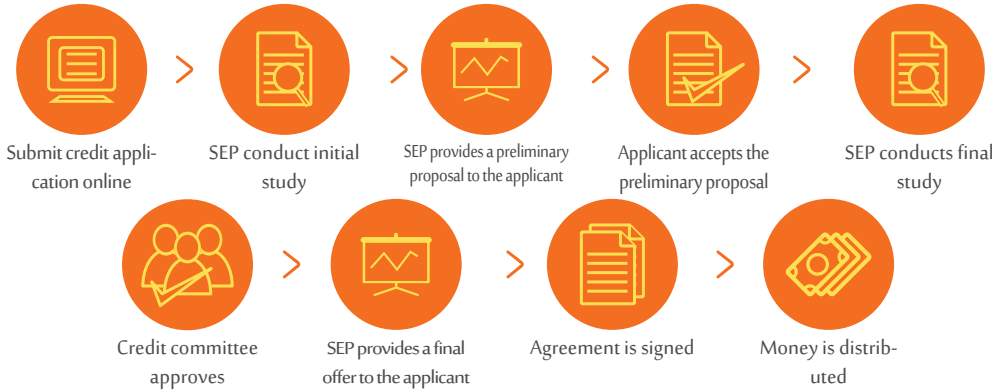 Submit credit appli-
cation online
SEP conduct initial
study
SEP provides a preliminary
proposal to the applicant
Applicant accepts the
preliminary proposal
SEP conducts final
study
Credit committee
approves
SEP provides a final
offer to the applicant
Agreement is signed
Money is distrib-
uted